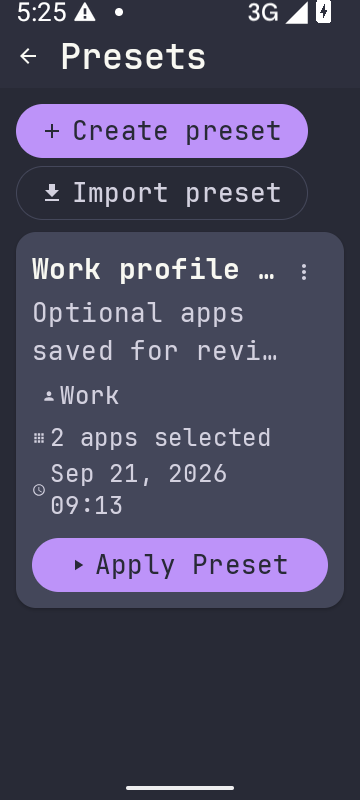 5:25
3G
Presets
Create preset
Import preset
Work profile …
Optional apps
saved for revi…
Work
2 apps selected
Sep 21, 2026
09:13
Apply Preset